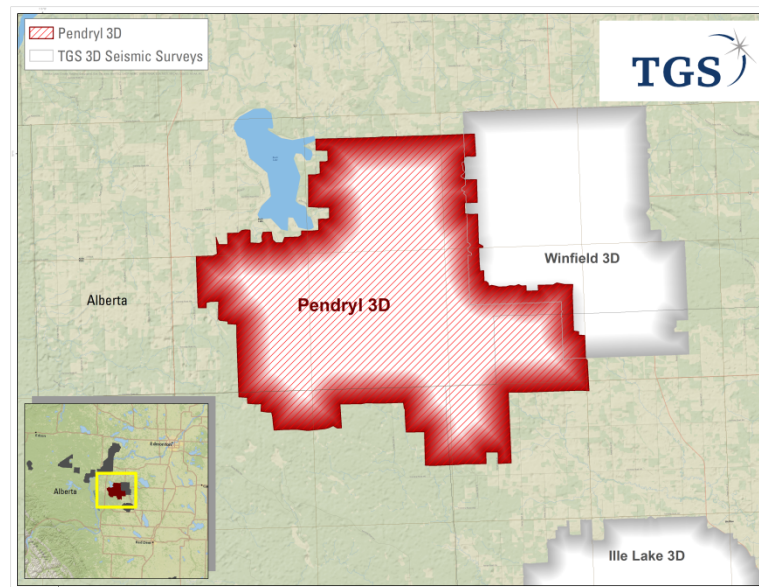 Pendryl 3D
TGS 3D Seismic Surveys
TGS
Winfield 3D
Alberta
Pendryl 3D
Alberta
Ille Lake 3D